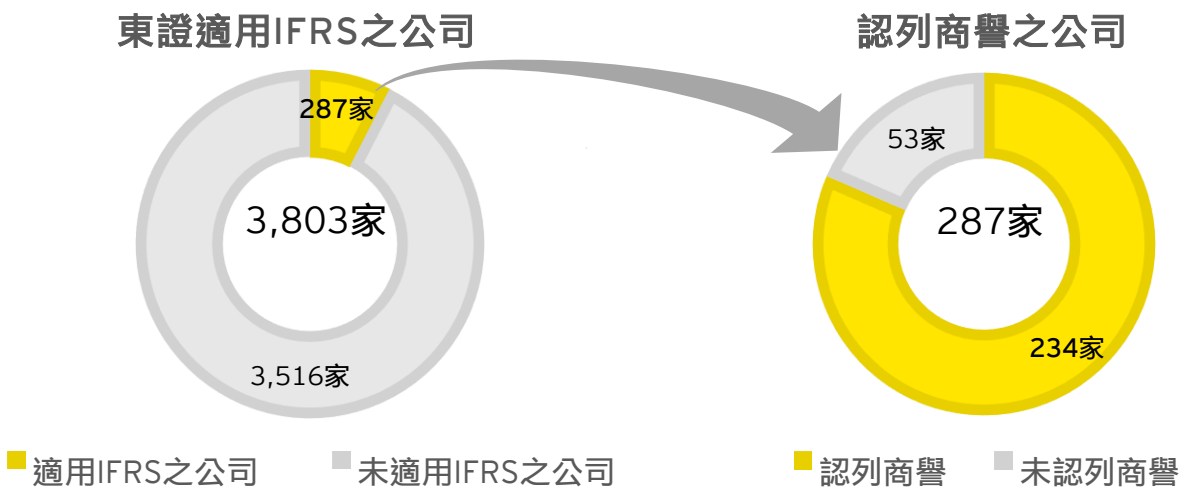 東證適用IFRS之公司
287家
3,803家
3,516家
適用IFRS之公司
未適用IFRS之公司
認列商譽之公司
53家
287家
234家
認列商譽
未認列商譽